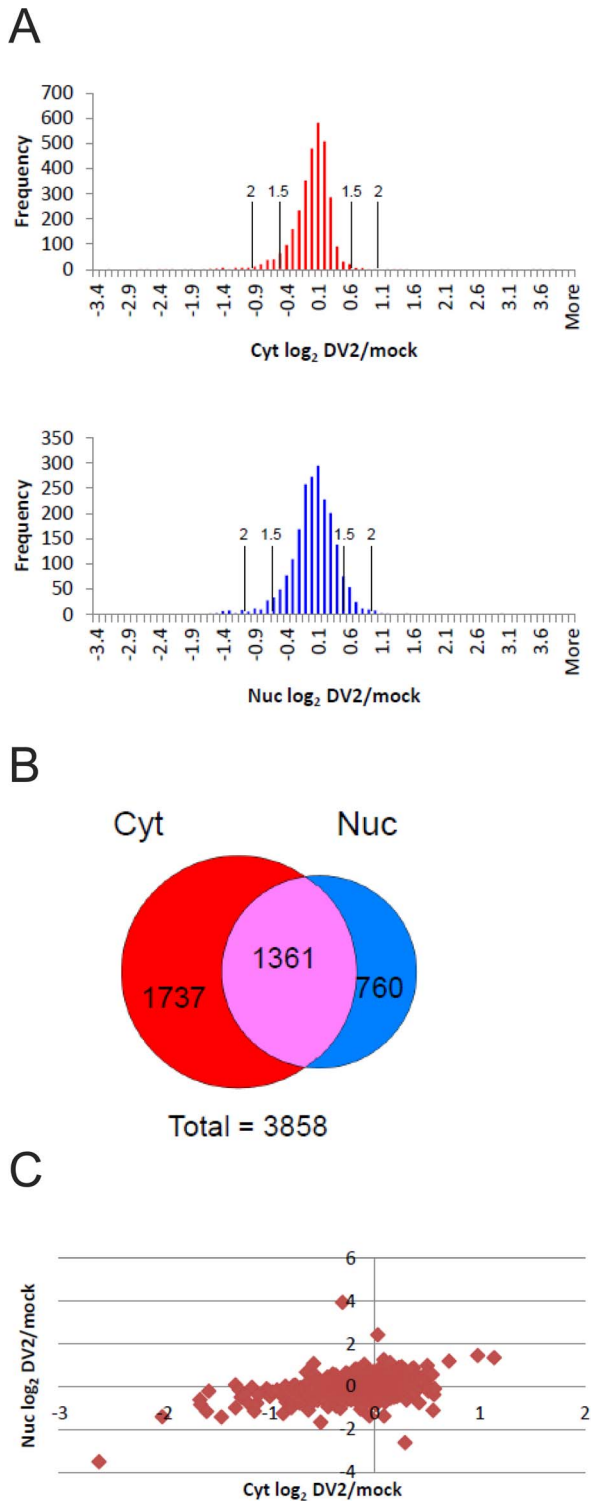 A
700
600
500
400
300
200
100
0
Frequency
2 1.5 1.5 2
-3.4 -2.9 -2.4 -1.9 -1.4 -0.9 -0.4 0.1 0.6 1.1 1.6 2.1 2.6 3.1 3.6 More
Cyt log2 DV2/mock
350
300
250
200
150
100
50
0
Frequency
2 1.5 1.5 2
-3.4 -2.9 -2.4 -1.9 -1.4 -0.9 -0.4 0.1 0.6 1.1 1.6 2.1 2.6 3.1 3.6 More
Nuc log2 DV2/mock
B
Cyt Nuc
1737 1361 760
Total = 3858
C
Nuc log2 DV2/mock
6
4
2
0
-2
-4
-3 -2 -1 0 1 2
Cyt log2 DV2/mock